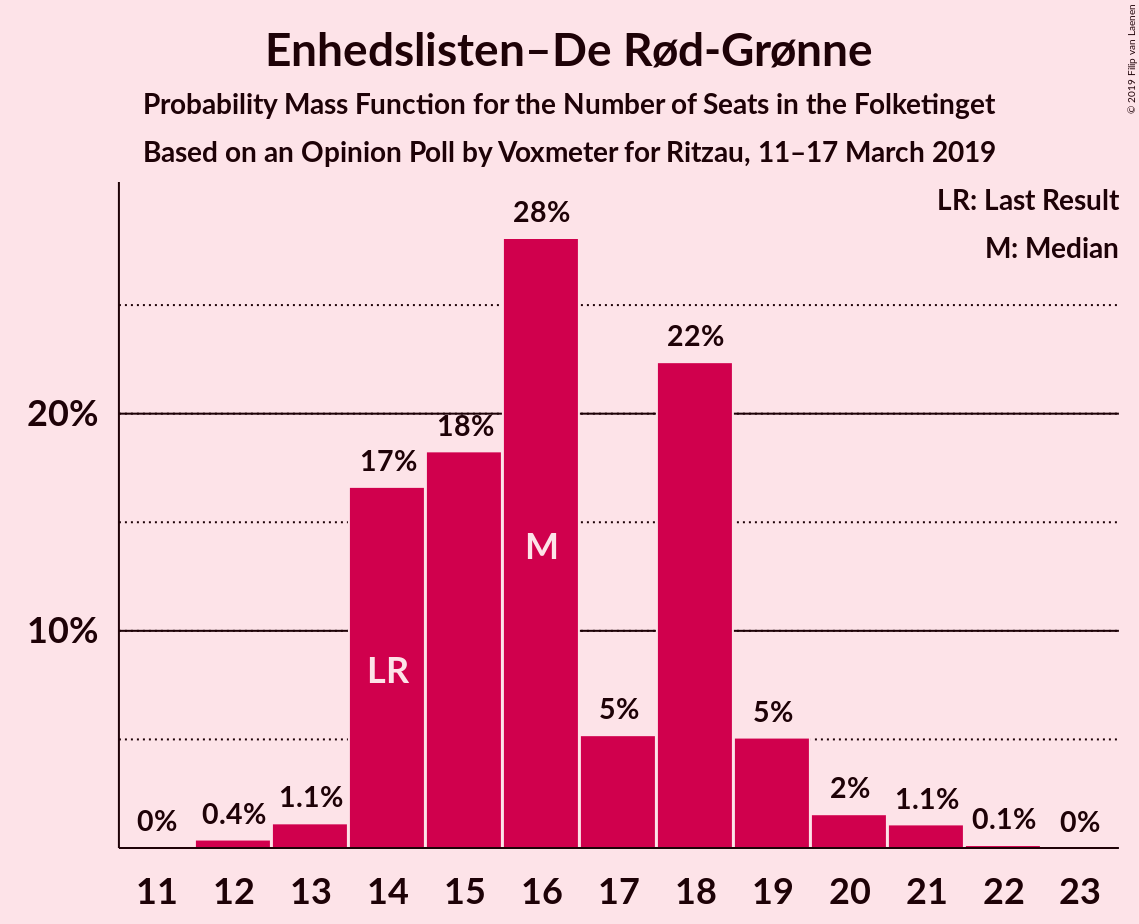 Enhedslisten–De Rød-Grønne
Probability Mass Function for the Number of Seats in the Folketinget
Based on an Opinion Poll by Voxmeter for Ritzau, 11–17 March 2019
© 2019 Filip van Laenen
LR: Last Result
M: Median
28%
22%
20%
18%
17%
M
10%
LR
5%
5%
2%
1.1%
1.1%
0.4%
0.1%
0%
0%
11 12 13 14 15 16 17 18 19 20 21 22 23